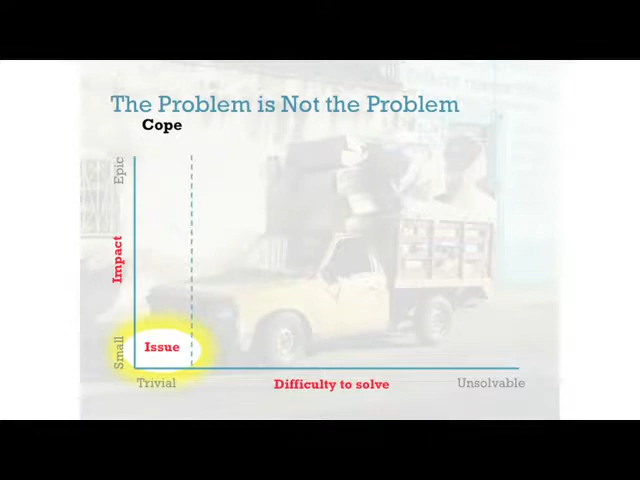 The Problem is Not the Problem
Cope
Epic
Impact
Small
Issue
Trivial
Difficulty to solve
Unsolvable